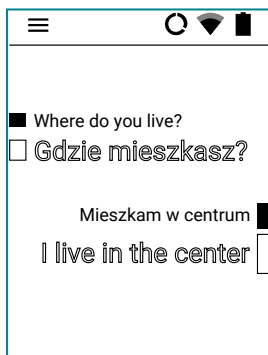 Where do you live?
Gdzie mieszkasz?
Mieszkam w centrum
I live in the center